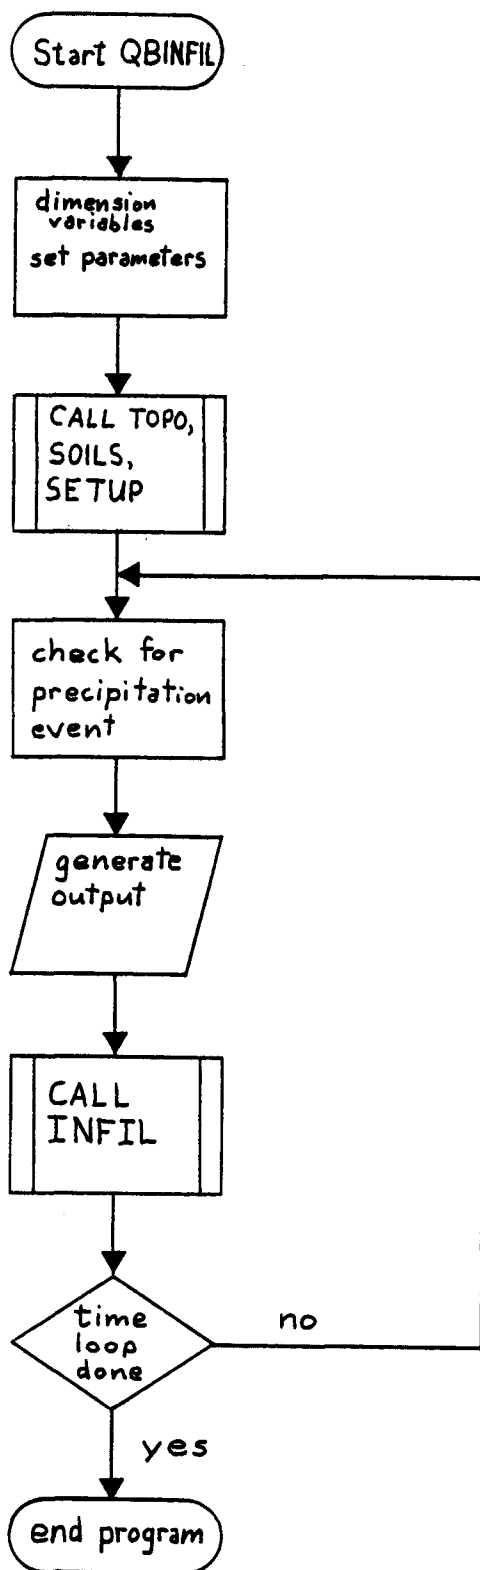 Start QBINFIL
dimension
variables
set parameters
CALL TOPO,
SOILS,
SETUP
check for
precipitation
event
generate
output
CALL
INFIL
time
loop
done
no
yes
end program